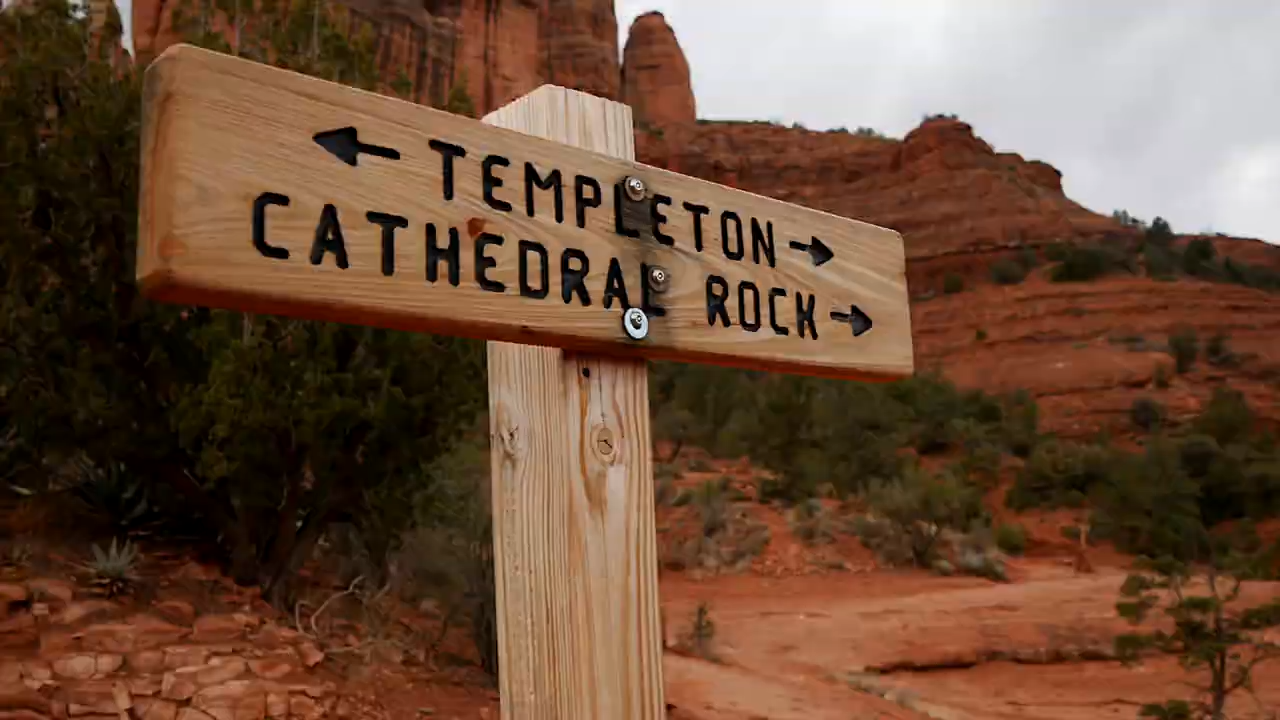 ← TEMPLETON →
CATHEDRAL ROCK →